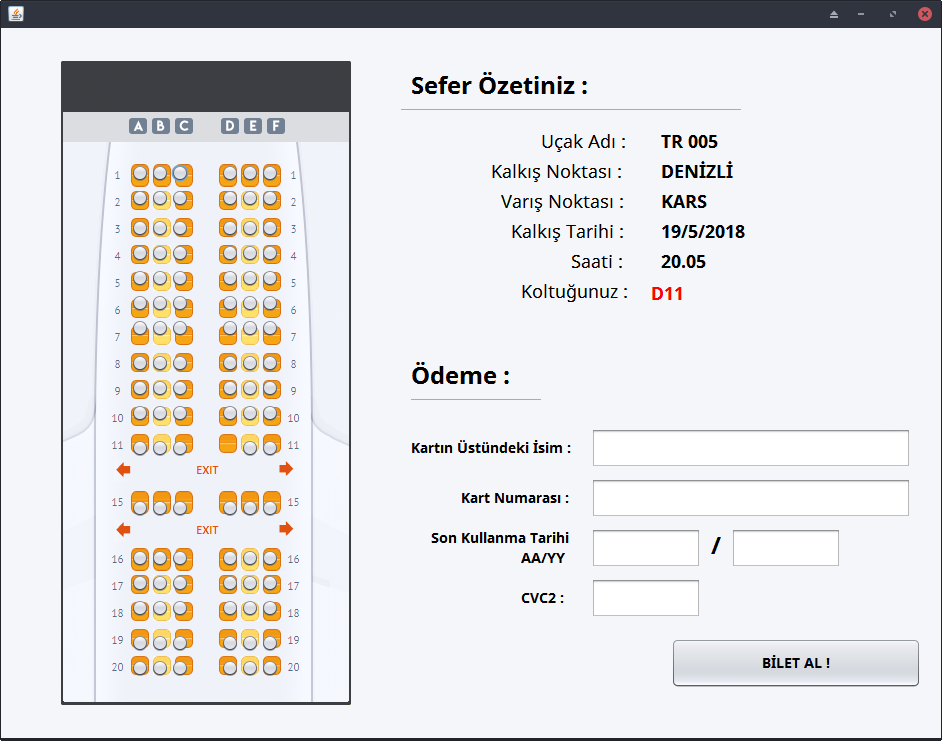 A B C D E F
1 1
2 2
3 3
4 4
5 5
6 6
7 7
8 8
9 9
10 10
11 11
EXIT
15 15
EXIT
16 16
17 17
18 18
19 19
20 20
Sefer Özetiniz :
Uçak Adı : TR 005
Kalkış Noktası : DENİZLİ
Varış Noktası : KARS
Kalkış Tarihi : 19/5/2018
Saati : 20.05
Koltuğunuz : D11
Ödeme :
Kartın Üstündeki İsim :
Kart Numarası :
Son Kullanma Tarihi
AA/YY /
CVC2 :
BİLET AL !